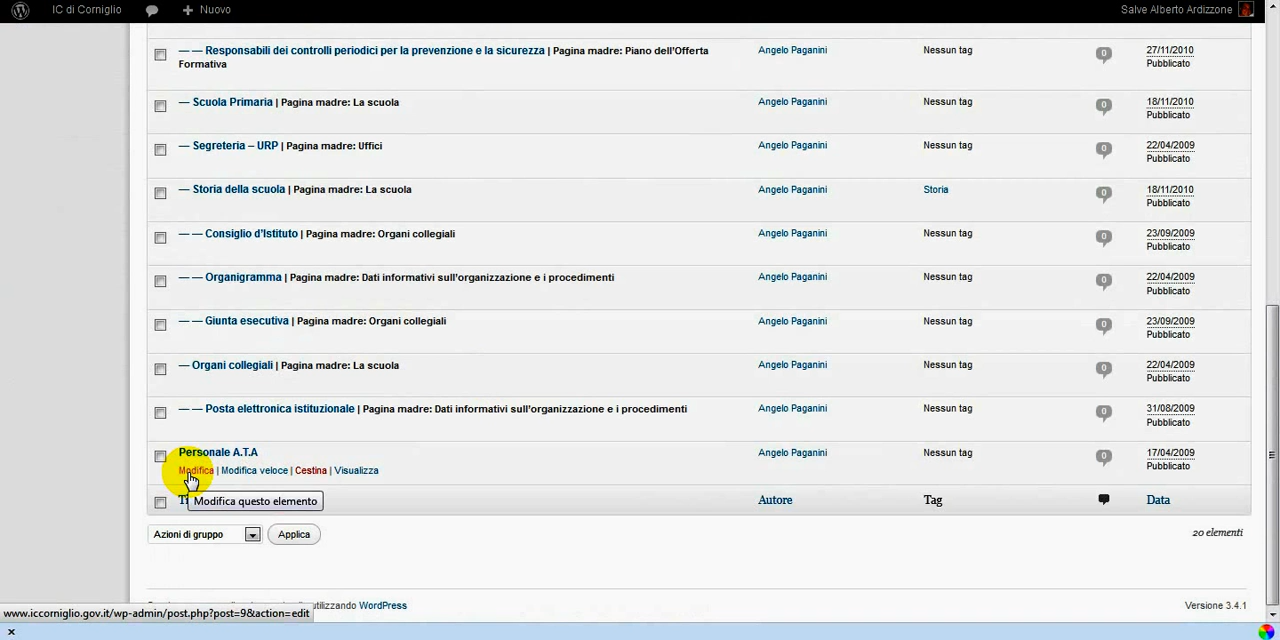 IC di Corniglio + Nuovo Salve Alberto Ardizzone
— — Responsabili dei controlli periodici per la prevenzione e la sicurezza | Pagina madre: Piano dell'Offerta Angelo Paganini Nessun tag 0 27/11/2010
Formativa Pubblicato
— Scuola Primaria | Pagina madre: La scuola Angelo Paganini Nessun tag 0 18/11/2010
Pubblicato
— Segreteria – URP | Pagina madre: Uffici Angelo Paganini Nessun tag 0 22/04/2009
Pubblicato
— Storia della scuola | Pagina madre: La scuola Angelo Paganini Storia 0 18/11/2010
Pubblicato
— — Consiglio d'Istituto | Pagina madre: Organi collegiali Angelo Paganini Nessun tag 0 23/09/2009
Pubblicato
— — Organigramma | Pagina madre: Dati informativi sull'organizzazione e i procedimenti Angelo Paganini Nessun tag 0 22/04/2009
Pubblicato
— — Giunta esecutiva | Pagina madre: Organi collegiali Angelo Paganini Nessun tag 0 23/09/2009
Pubblicato
— Organi collegiali | Pagina madre: La scuola Angelo Paganini Nessun tag 0 22/04/2009
Pubblicato
— — Posta elettronica istituzionale | Pagina madre: Dati informativi sull'organizzazione e i procedimenti Angelo Paganini Nessun tag 0 31/08/2009
Pubblicato
Personale A.T.A Angelo Paganini Nessun tag 0 17/04/2009
Modifica | Modifica veloce | Cestina | Visualizza Pubblicato
Modifica questo elemento Autore Tag Data
Azioni di gruppo Applica 20 elementi
utilizzando WordPress Versione 3.4.1
www.iccorniglio.gov.it/wp-admin/post.php?post=9&action=edit
x